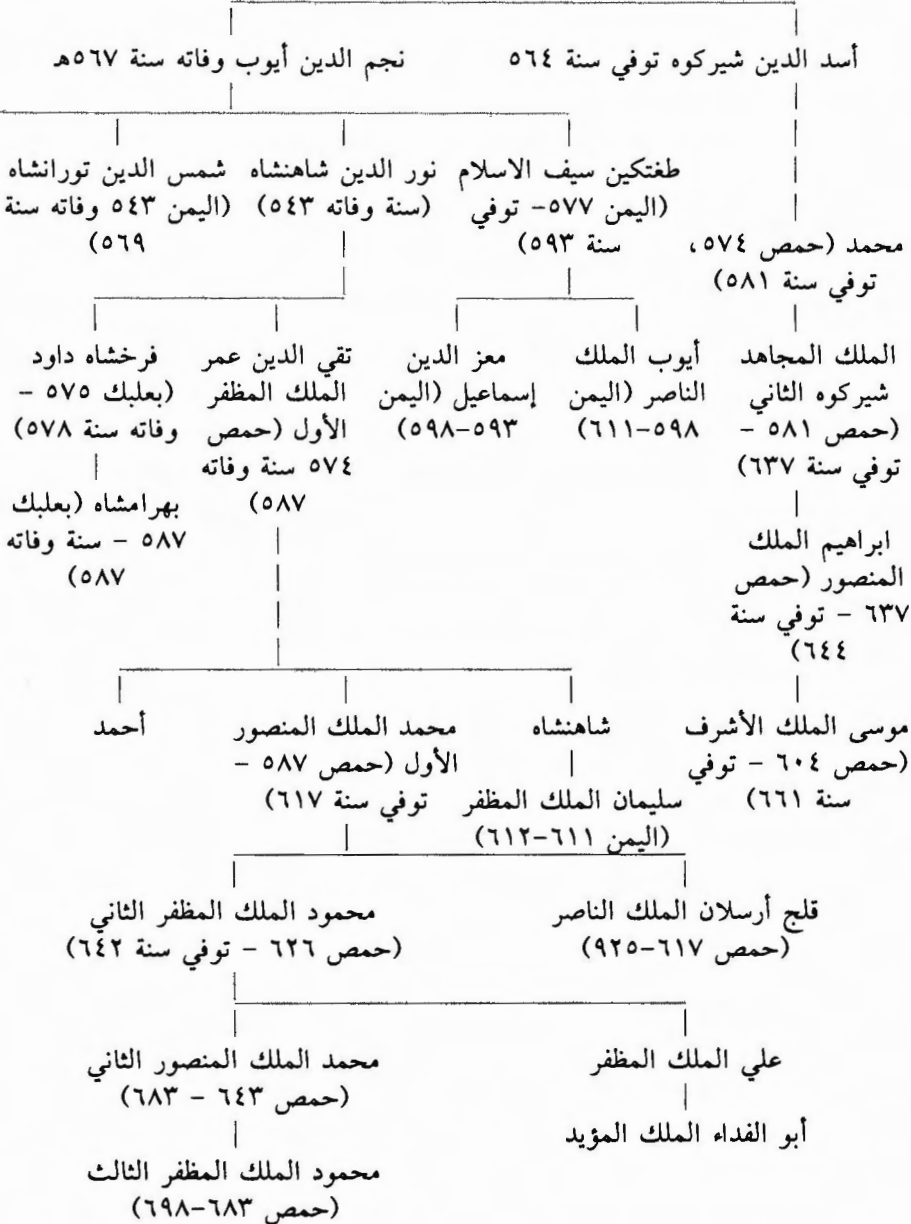 أسد الدين شيركوه توفي سنة ٥٦٤
نجم الدين أيوب وفاته سنة ٥٦٧هـ
طغتكين سيف الاسلام
(اليمن ٥٧٧- توفي
سنة ٥٩٣)
نور الدين شاهنشاه
(سنة وفاته ٥٤٣)
شمس الدين تورانشاه
(اليمن ٥٤٣ وفاته سنة
٥٦٩)
محمد (حمص ٥٧٤،
توفي سنة ٥٨١)
الملك المجاهد
شيركوه الثاني
(حمص ٥٨١ -
توفي سنة ٦٣٧)
أيوب الملك
الناصر (اليمن
٥٩٨-٦١١)
معز الدين
إسماعيل (اليمن
٥٩٣-٥٩٨)
تقي الدين عمر
الملك المظفر
الأول (حمص
٥٧٤ سنة وفاته
٥٨٧)
فرخشاه داود
(بعلبك ٥٧٥ -
وفاته سنة ٥٧٨)
بهرامشاه (بعلبك
٥٨٧ - سنة وفاته
٥٨٧)
ابراهيم الملك
المنصور (حمص
٦٣٧ - توفي سنة
٦٤٤)
موسى الملك الأشرف
(حمص ٦٠٤ - توفي
سنة ٦٦١)
شاهنشاه
سليمان الملك المظفر
(اليمن ٦١١-٦١٢)
محمد الملك المنصور
الأول (حمص ٥٨٧ -
توفي سنة ٦١٧)
أحمد
قلج أرسلان الملك الناصر
(حمص ٦١٧-٩٢٥)
محمود الملك المظفر الثاني
(حمص ٦٢٦ - توفي سنة ٦٤٢)
علي الملك المظفر
أبو الفداء الملك المؤيد
محمد الملك المنصور الثاني
(حمص ٦٤٣ - ٦٨٣)
محمود الملك المظفر الثالث
(حمص ٦٨٣-٦٩٨)